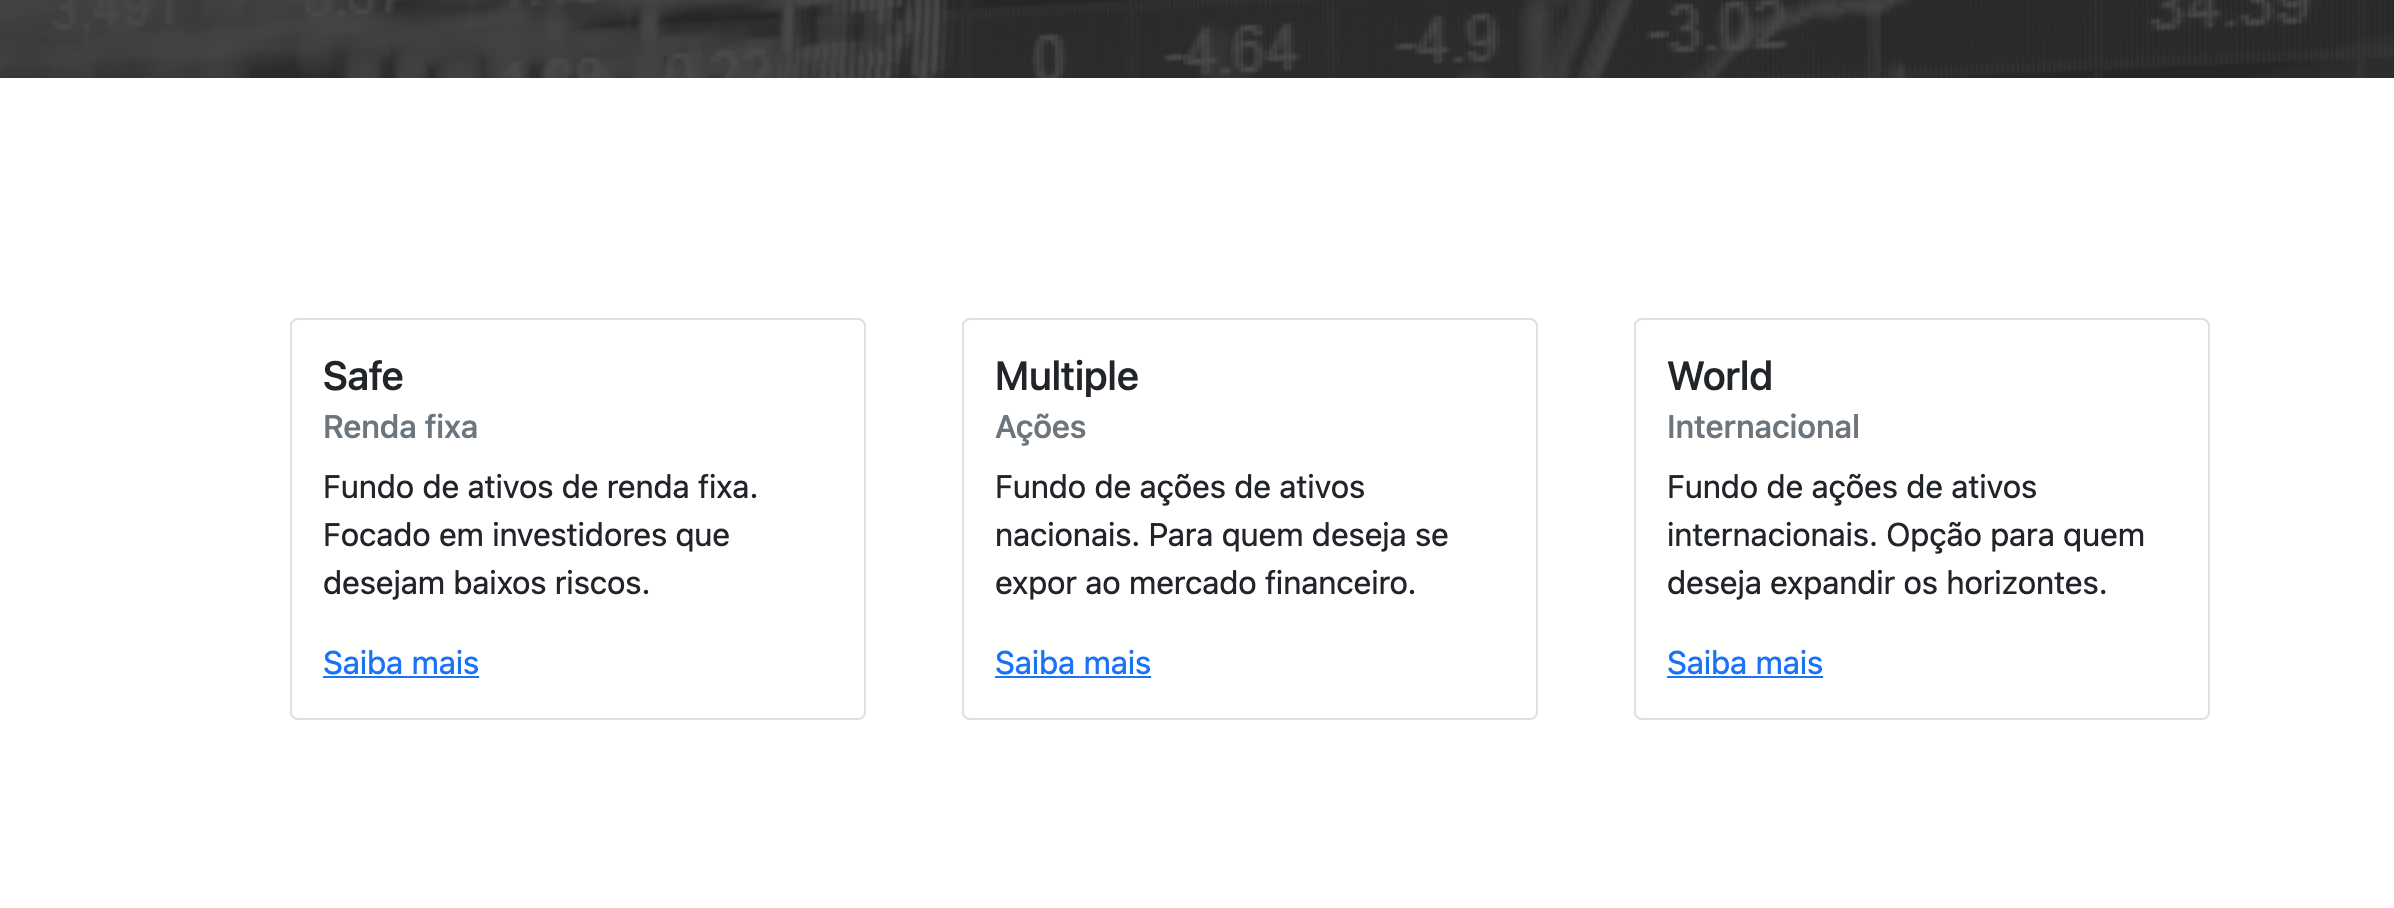 0 -4.64 -4.9 -3.02 34.39
Safe
Renda fixa
Fundo de ativos de renda fixa.
Focado em investidores que
desejam baixos riscos.
Saiba mais
Multiple
Ações
Fundo de ações de ativos
nacionais. Para quem deseja se
expor ao mercado financeiro.
Saiba mais
World
Internacional
Fundo de ações de ativos
internacionais. Opção para quem
deseja expandir os horizontes.
Saiba mais